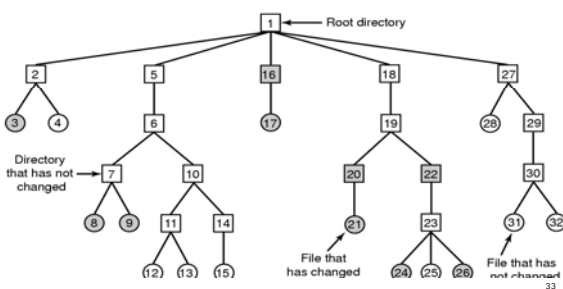 1 Root directory
2 5 16 18 27
3 4 6 17 19 28 29
Directory
that has not
changed
7 10 20 22 30
8 9 11 14 21 23 31 32
File that
has changed
File that has
not changed
12 13 15 24 25 26
33